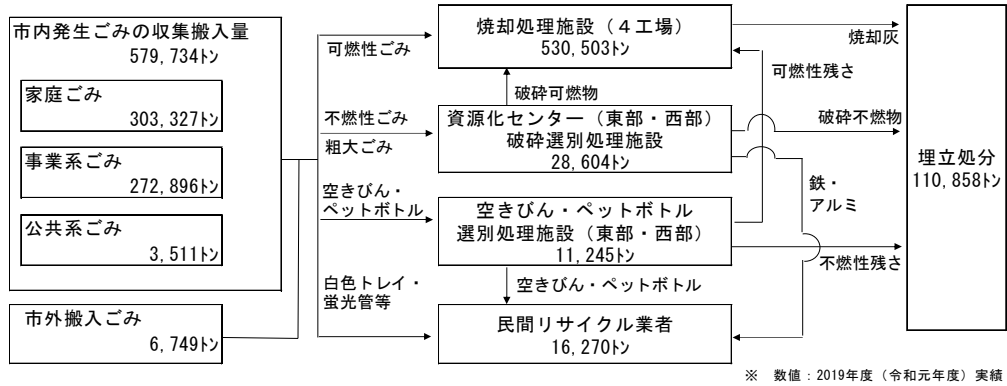 市内発生ごみの収集搬入量
579,734㌧
家庭ごみ
303,327㌧
事業系ごみ
272,896㌧
公共系ごみ
3,511㌧
市外搬入ごみ
6,749㌧
可燃性ごみ
不燃性ごみ
粗大ごみ
空きびん・
ペットボトル
白色トレイ・
蛍光管等
焼却処理施設（４工場）
530,503㌧
破砕可燃物
資源化センター（東部・西部）
破砕選別処理施設
28,604㌧
空きびん・ペットボトル
選別処理施設（東部・西部）
11,245㌧
空きびん・ペットボトル
民間リサイクル業者
16,270㌧
焼却灰
可燃性残さ
破砕不燃物
鉄・
アルミ
不燃性残さ
埋立処分
110,858㌧
※　数値：2019年度（令和元年度）実績